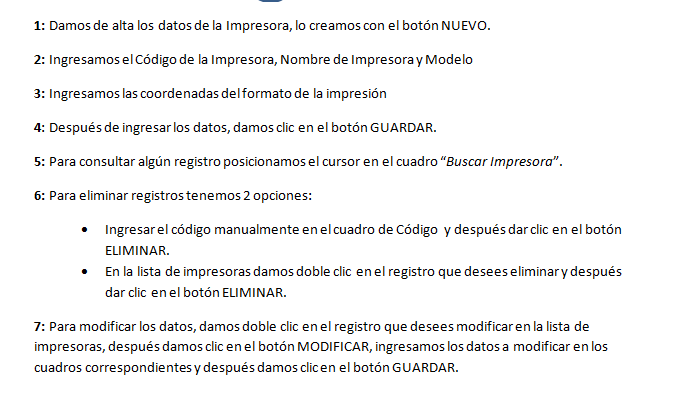 1: Damos de alta los datos de la Impresora, lo creamos con el botón NUEVO.
2: Ingresamos el Código de la Impresora, Nombre de Impresora y Modelo
3: Ingresamos las coordenadas del formato de la impresión
4: Después de ingresar los datos, damos clic en el botón GUARDAR.
5: Para consultar algún registro posicionamos el cursor en el cuadro “Buscar Impresora”.
6: Para eliminar registros tenemos 2 opciones:
• Ingresar el código manualmente en el cuadro de Código y después dar clic en el botón
ELIMINAR.
• En la lista de impresoras damos doble clic en el registro que desees eliminar y después
dar clic en el botón ELIMINAR.
7: Para modificar los datos, damos doble clic en el registro que desees modificar en la lista de
impresoras, después damos clic en el botón MODIFICAR, ingresamos los datos a modificar en los
cuadros correspondientes y después damos clic en el botón GUARDAR.